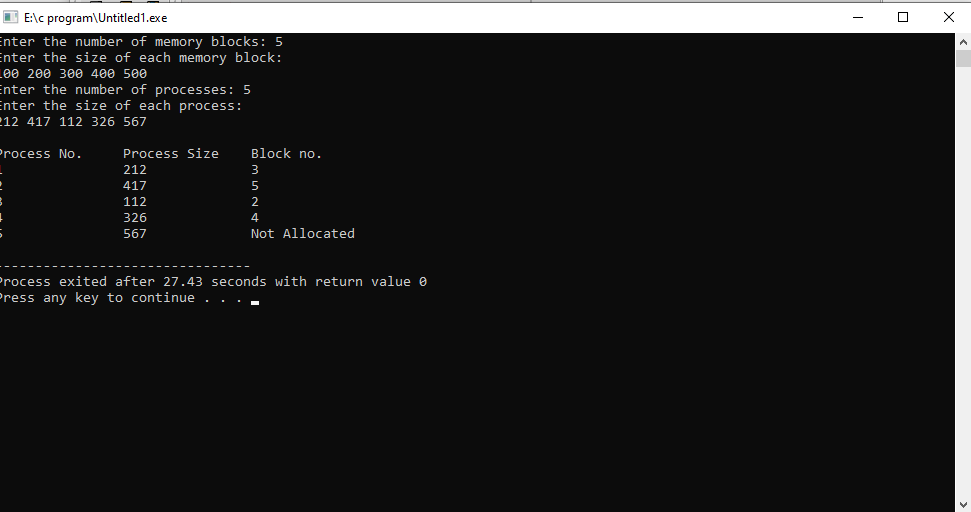 E:\c program\Untitled1.exe
Enter the number of memory blocks: 5
Enter the size of each memory block:
100 200 300 400 500
Enter the number of processes: 5
Enter the size of each process:
212 417 112 326 567
Process No. Process Size Block no.
1 212 3
2 417 5
3 112 2
4 326 4
5 567 Not Allocated
--------------------------------
Process exited after 27.43 seconds with return value 0
Press any key to continue . . .